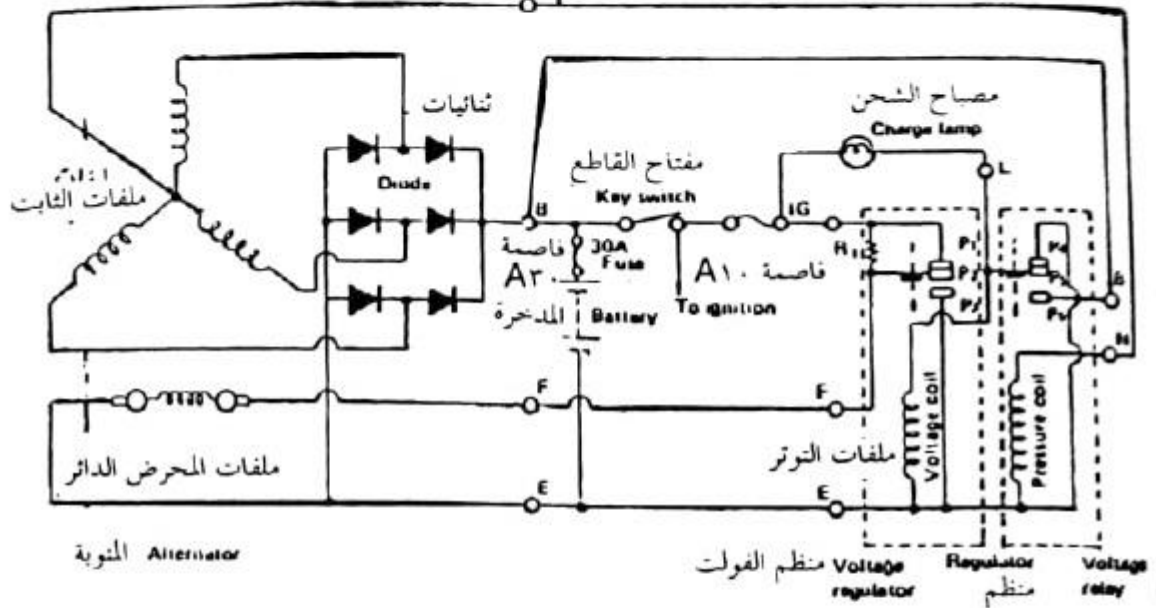 ثنائيات
Diode
ملفات الثابت
مصباح الشحن
Charge lamp
L
مفتاح القاطع
Key switch
B
IG
30A
Fuse
فاصمة
A٣٠
فاصمة A١٠
To ignition
المدخرة
Battery
P1
P2
P3
P4
B
N
F
F
E
E
ملفات المحرض الدائر
ملفات التوتر
Voltage coil
Pressure coil
المنوبة Alternator
منظم الفولت Voltage
regulator
Regulator
منظم
Voltage
relay